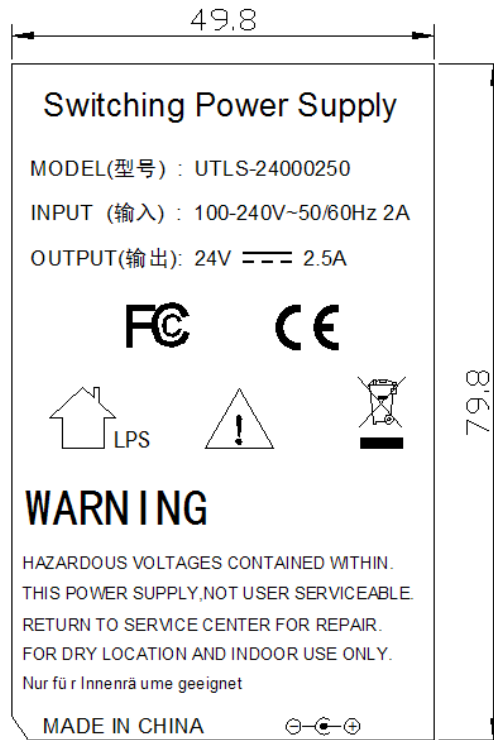 49.8
Switching Power Supply
MODEL(型号) : UTLS-24000250
INPUT (输入) : 100-240V~50/60Hz 2A
OUTPUT(输出): 24V 2.5A
FC CE
LPS
79.8
WARNING
HAZARDOUS VOLTAGES CONTAINED WITHIN.
THIS POWER SUPPLY,NOT USER SERVICEABLE.
RETURN TO SERVICE CENTER FOR REPAIR.
FOR DRY LOCATION AND INDOOR USE ONLY.
Nur fü r Innenrä ume geeignet
MADE IN CHINA